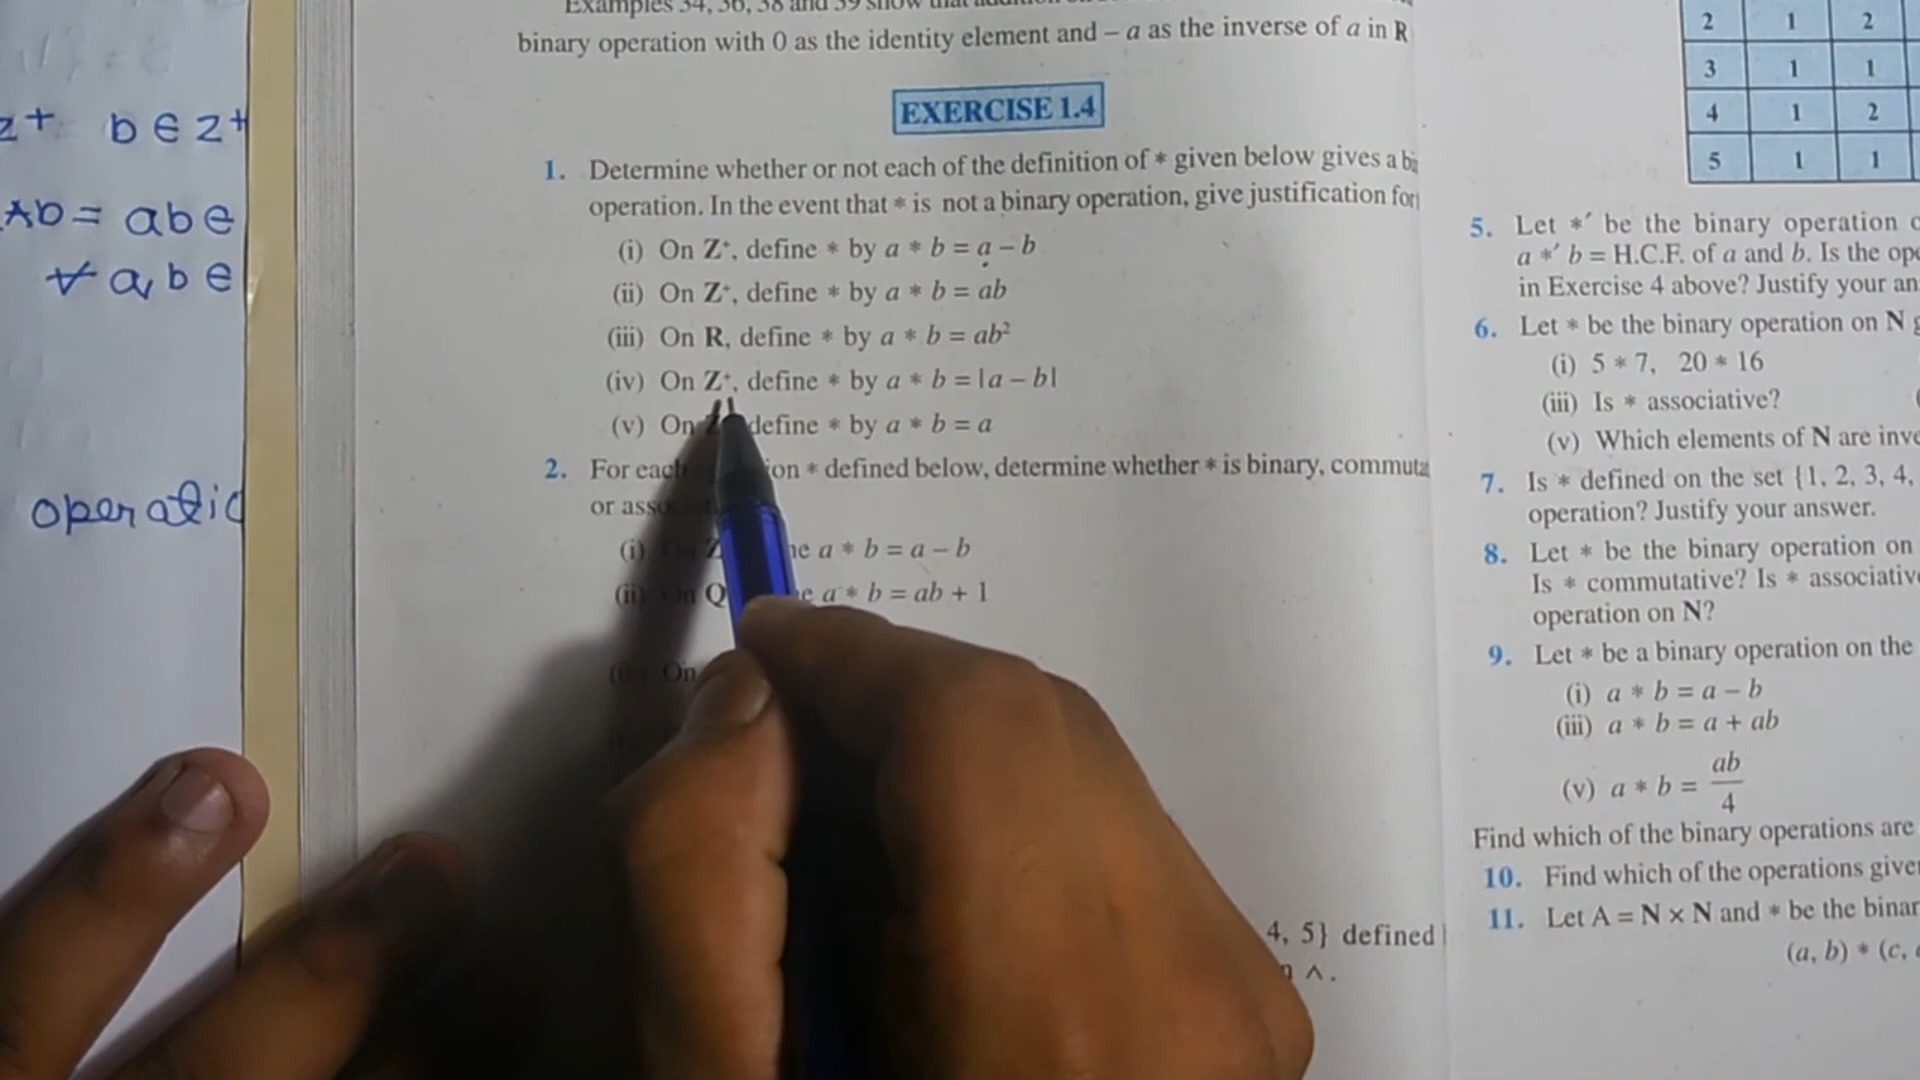 z+ b∈z+
Ab = ab∈
∀ a, b ∈
operatio
binary operation with 0 as the identity element and – a as the inverse of a in R
EXERCISE 1.4
1. Determine whether or not each of the definition of * given below gives a bi
operation. In the event that * is not a binary operation, give justification for
(i) On Z⁺, define * by a * b = a – b
(ii) On Z⁺, define * by a * b = ab
(iii) On R, define * by a * b = ab²
(iv) On Z⁺, define * by a * b = |a – b|
(v) On define * by a * b = a
2. For each on * defined below, determine whether * is binary, commuta
or asso
(i) On Z a * b = a – b
(ii) On Q a * b = ab + 1
On
4, 5} defined
∧.
2 1 2
3 1 1
4 1 2
5 1 1
5. Let *′ be the binary operation
a *′ b = H.C.F. of a and b. Is the ope
in Exercise 4 above? Justify your an
6. Let * be the binary operation on N g
(i) 5 * 7, 20 * 16
(iii) Is * associative?
(v) Which elements of N are inve
7. Is * defined on the set {1, 2, 3, 4,
operation? Justify your answer.
8. Let * be the binary operation on
Is * commutative? Is * associative
operation on N?
9. Let * be a binary operation on the
(i) a * b = a – b
(iii) a * b = a + ab
(v) a * b = ab/4
Find which of the binary operations are
10. Find which of the operations given
11. Let A = N × N and * be the binar
(a, b) * (c,